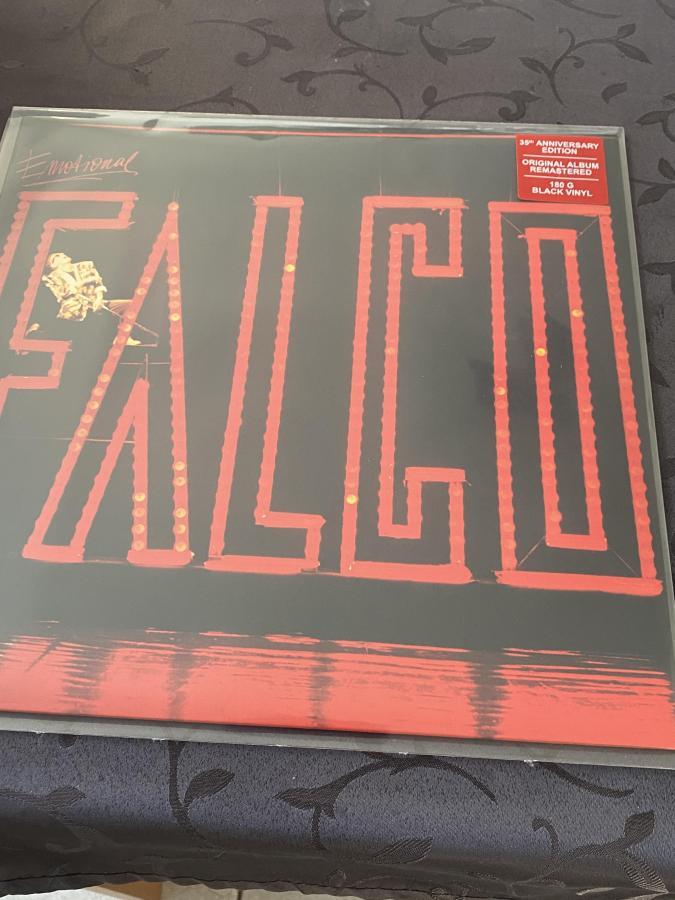 Emotional
FALCO
35th ANNIVERSARY
EDITION
ORIGINAL ALBUM
REMASTERED
180 G
BLACK VINYL